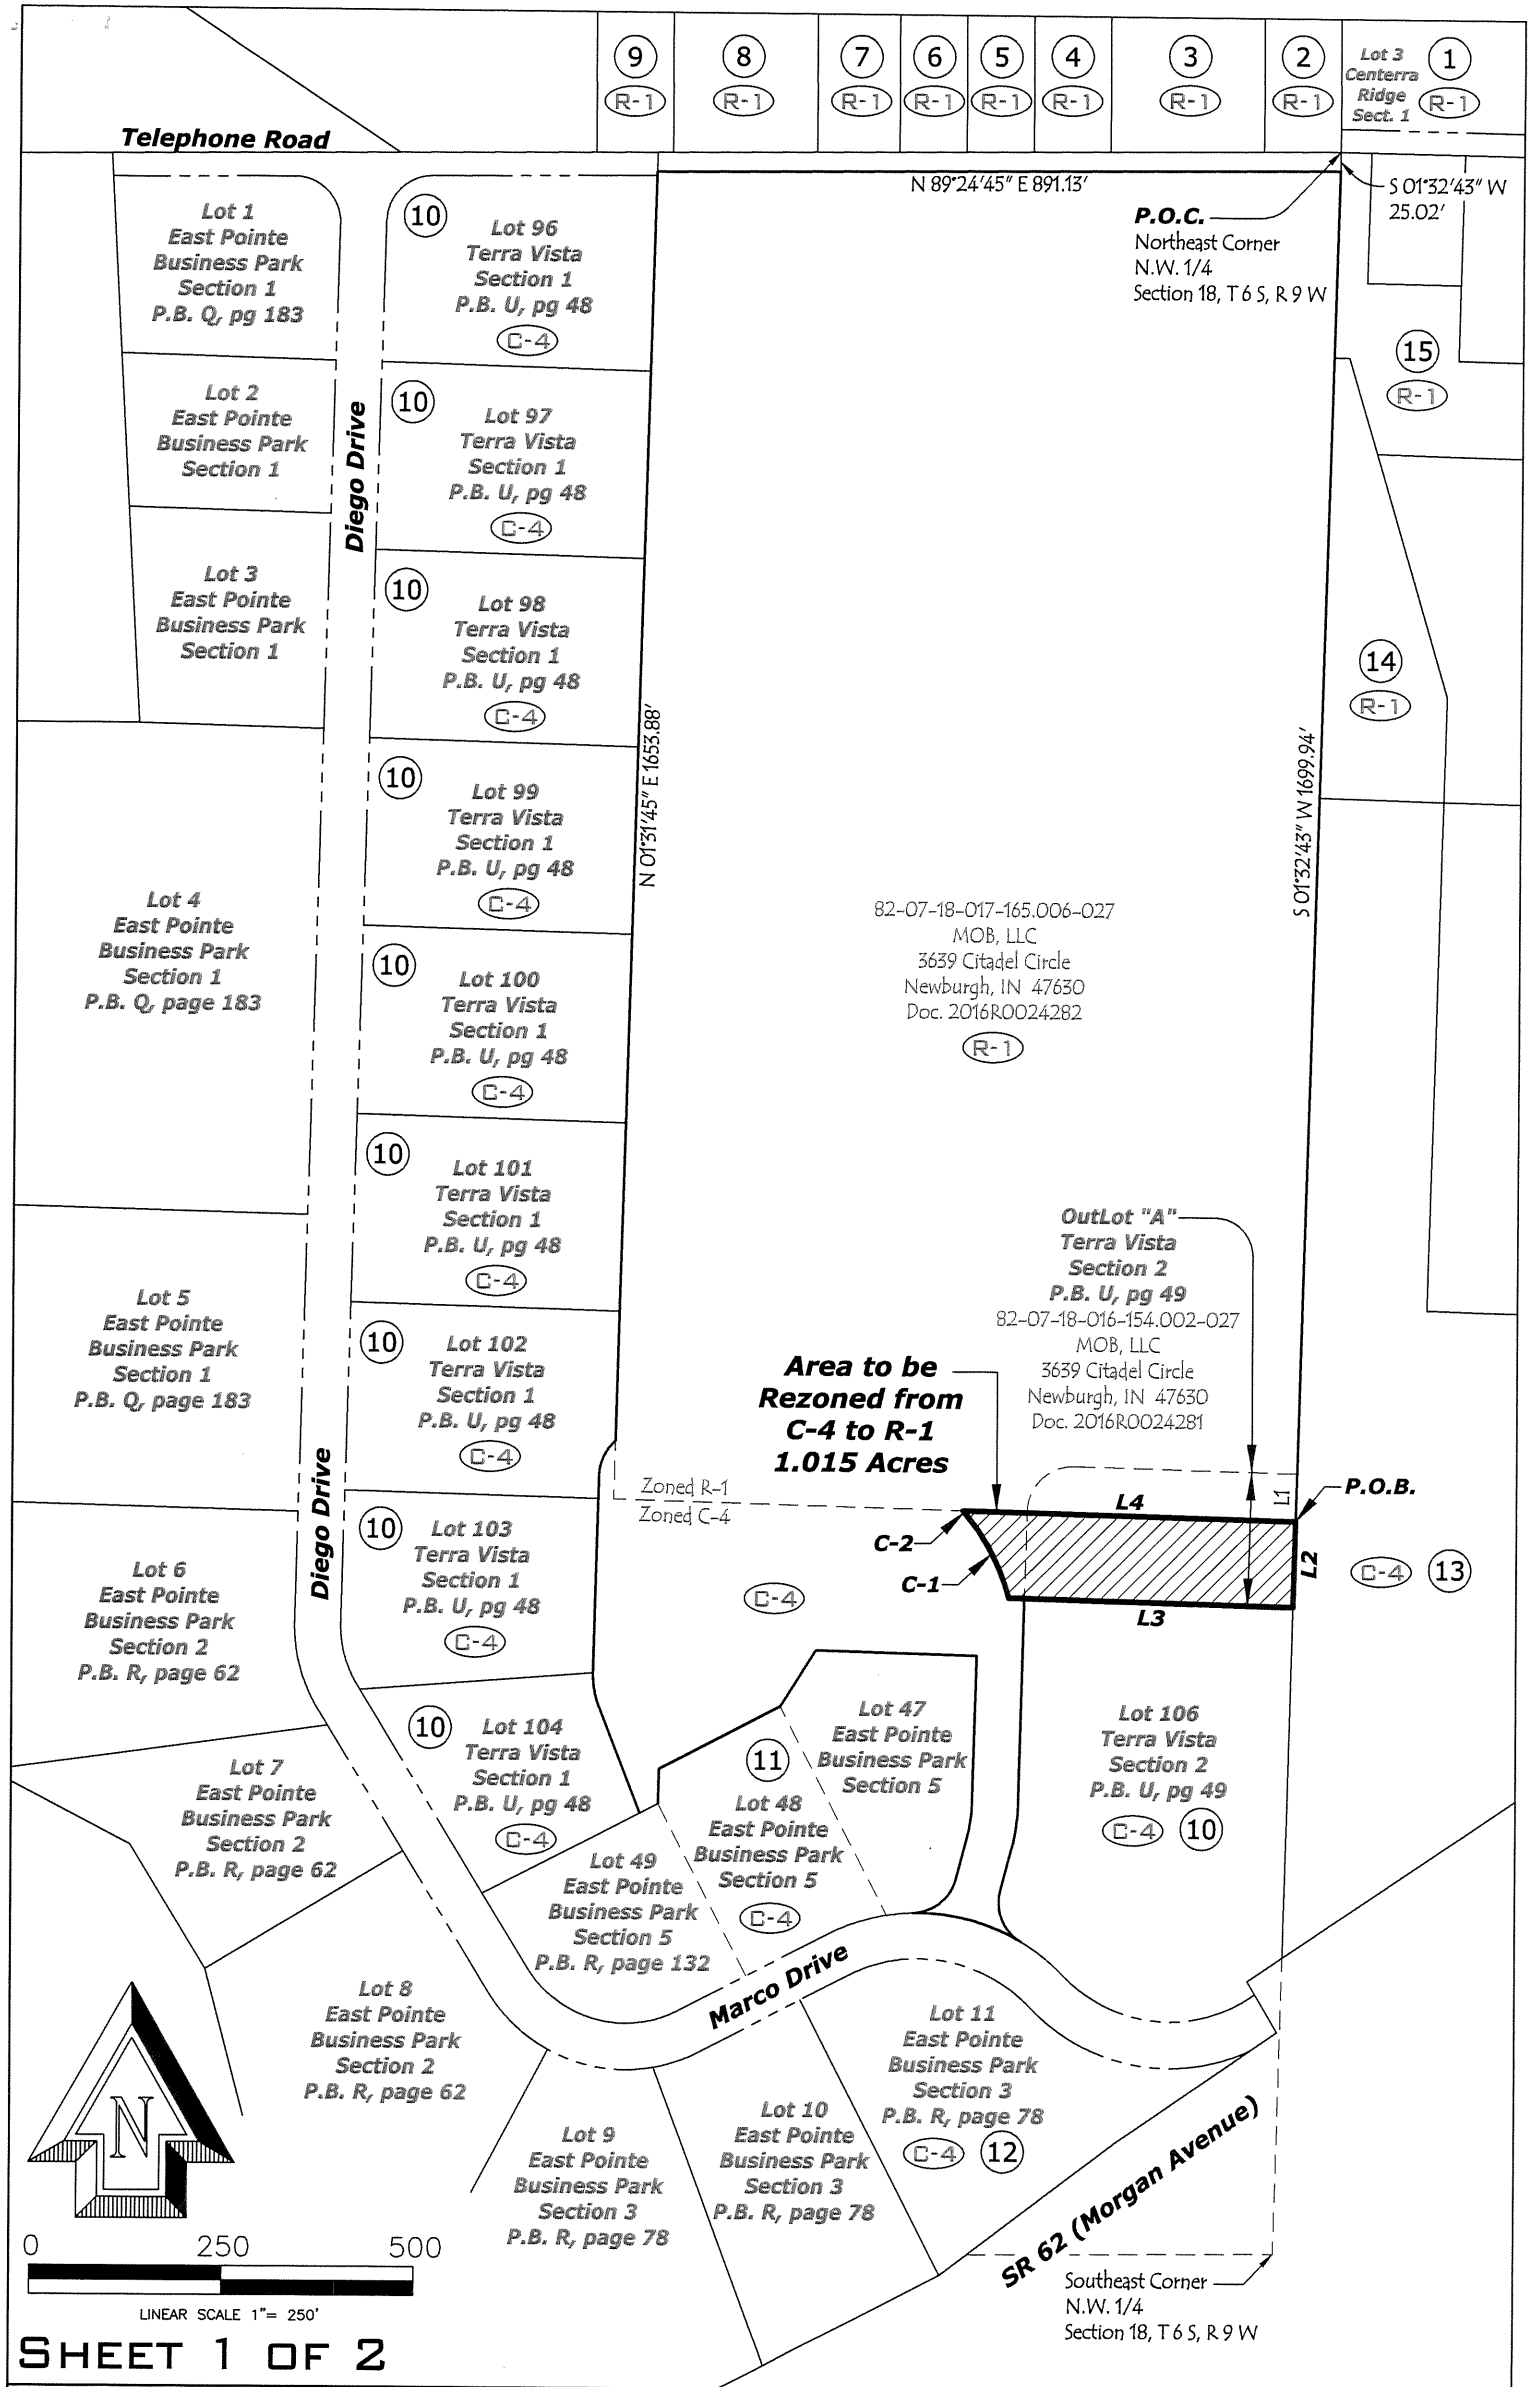 9
R-1
8
R-1
7
R-1
6
R-1
5
R-1
4
R-1
3
R-1
2
R-1
Lot 3
Centerra
Ridge
Sect. 1
1
R-1
Telephone Road
N 89°24'45" E 891.13'
S 01°32'43" W
25.02'
P.O.C.
Northeast Corner
N.W. 1/4
Section 18, T 6 S, R 9 W
Lot 1
East Pointe
Business Park
Section 1
P.B. Q, pg 183
10
Lot 96
Terra Vista
Section 1
P.B. U, pg 48
C-4
15
R-1
Lot 2
East Pointe
Business Park
Section 1
Diego Drive
10
Lot 97
Terra Vista
Section 1
P.B. U, pg 48
C-4
Lot 3
East Pointe
Business Park
Section 1
10
Lot 98
Terra Vista
Section 1
P.B. U, pg 48
C-4
14
R-1
N 01°31'45" E 1653.88'
S 01°32'43" W 1699.94'
10
Lot 99
Terra Vista
Section 1
P.B. U, pg 48
C-4
Lot 4
East Pointe
Business Park
Section 1
P.B. Q, page 183
82-07-18-017-165.006-027
MOB, LLC
3639 Citadel Circle
Newburgh, IN 47630
Doc. 2016R0024282
R-1
10
Lot 100
Terra Vista
Section 1
P.B. U, pg 48
C-4
10
Lot 101
Terra Vista
Section 1
P.B. U, pg 48
C-4
OutLot "A"
Terra Vista
Section 2
P.B. U, pg 49
82-07-18-016-154.002-027
MOB, LLC
3639 Citadel Circle
Newburgh, IN 47630
Doc. 2016R0024281
Lot 5
East Pointe
Business Park
Section 1
P.B. Q, page 183
10
Lot 102
Terra Vista
Section 1
P.B. U, pg 48
C-4
Area to be
Rezoned from
C-4 to R-1
1.015 Acres
Zoned R-1
Zoned C-4
L4
L1
P.O.B.
C-2
C-1
L2
L3
C-4
13
C-4
Diego Drive
10
Lot 103
Terra Vista
Section 1
P.B. U, pg 48
C-4
Lot 6
East Pointe
Business Park
Section 2
P.B. R, page 62
10
Lot 104
Terra Vista
Section 1
P.B. U, pg 48
C-4
Lot 47
East Pointe
Business Park
Section 5
11
Lot 48
East Pointe
Business Park
Section 5
C-4
Lot 106
Terra Vista
Section 2
P.B. U, pg 49
C-4
10
Lot 7
East Pointe
Business Park
Section 2
P.B. R, page 62
Lot 49
East Pointe
Business Park
Section 5
P.B. R, page 132
Marco Drive
Lot 8
East Pointe
Business Park
Section 2
P.B. R, page 62
Lot 11
East Pointe
Business Park
Section 3
P.B. R, page 78
C-4
12
Lot 9
East Pointe
Business Park
Section 3
P.B. R, page 78
Lot 10
East Pointe
Business Park
Section 3
P.B. R, page 78
SR 62 (Morgan Avenue)
Southeast Corner
N.W. 1/4
Section 18, T 6 S, R 9 W
N
0 250 500
LINEAR SCALE 1"= 250'
SHEET 1 OF 2